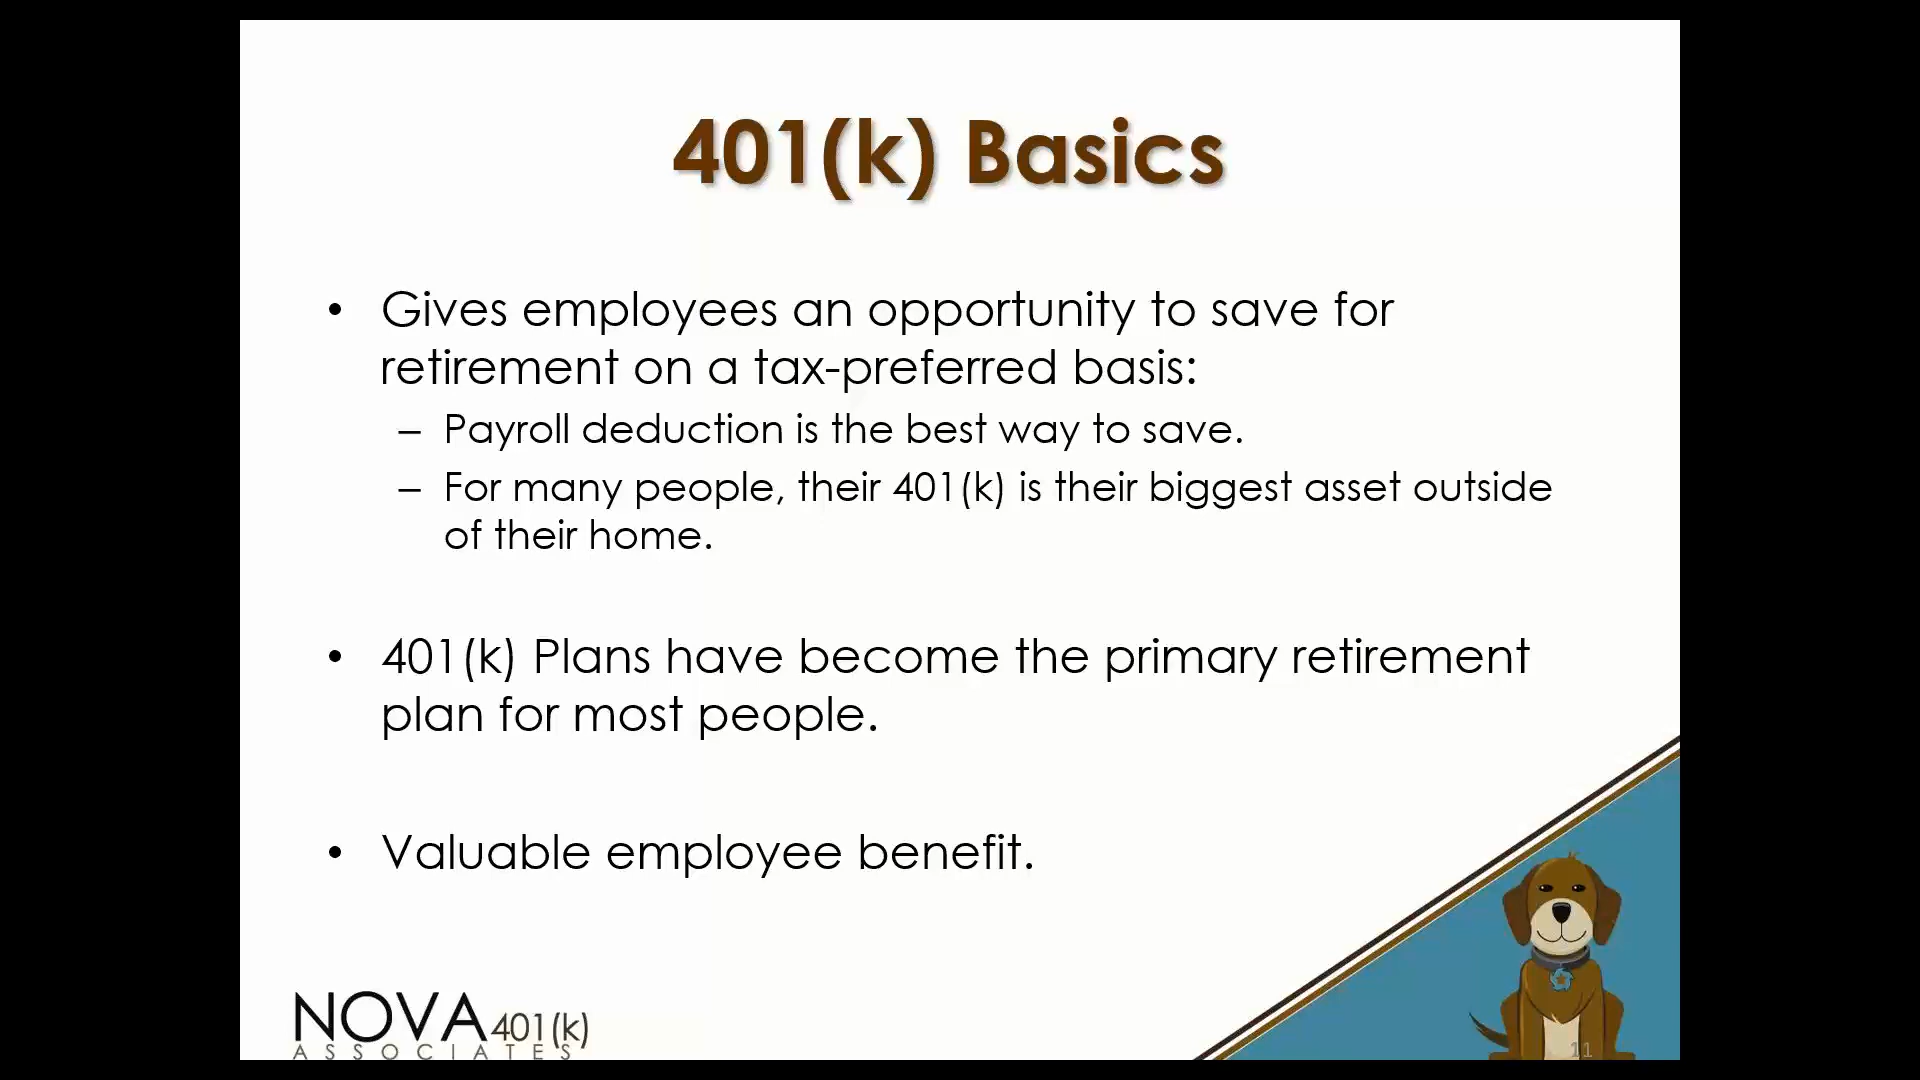 401(k) Basics
• Gives employees an opportunity to save for
retirement on a tax-preferred basis:
– Payroll deduction is the best way to save.
– For many people, their 401(k) is their biggest asset outside
of their home.
• 401(k) Plans have become the primary retirement
plan for most people.
• Valuable employee benefit.
NOVA 401(k)
ASSOCIATES
11